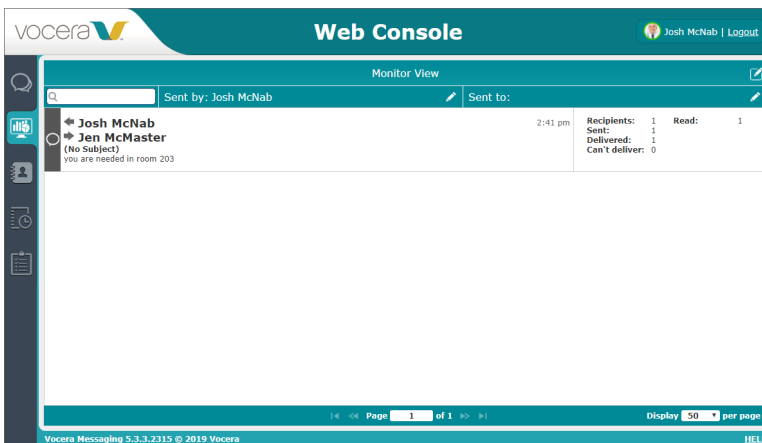 vocera
Web Console
Josh McNab | Logout
Monitor View
Sent by: Josh McNab
Sent to:
Josh McNab
Jen McMaster
(No Subject)
you are needed in room 203
2:41 pm
Recipients: 1 Read: 1
Sent: 1
Delivered: 1
Can't deliver: 0
Page 1 of 1
Display 50 per page
Vocera Messaging 5.3.3.2315 © 2019 Vocera
HEL